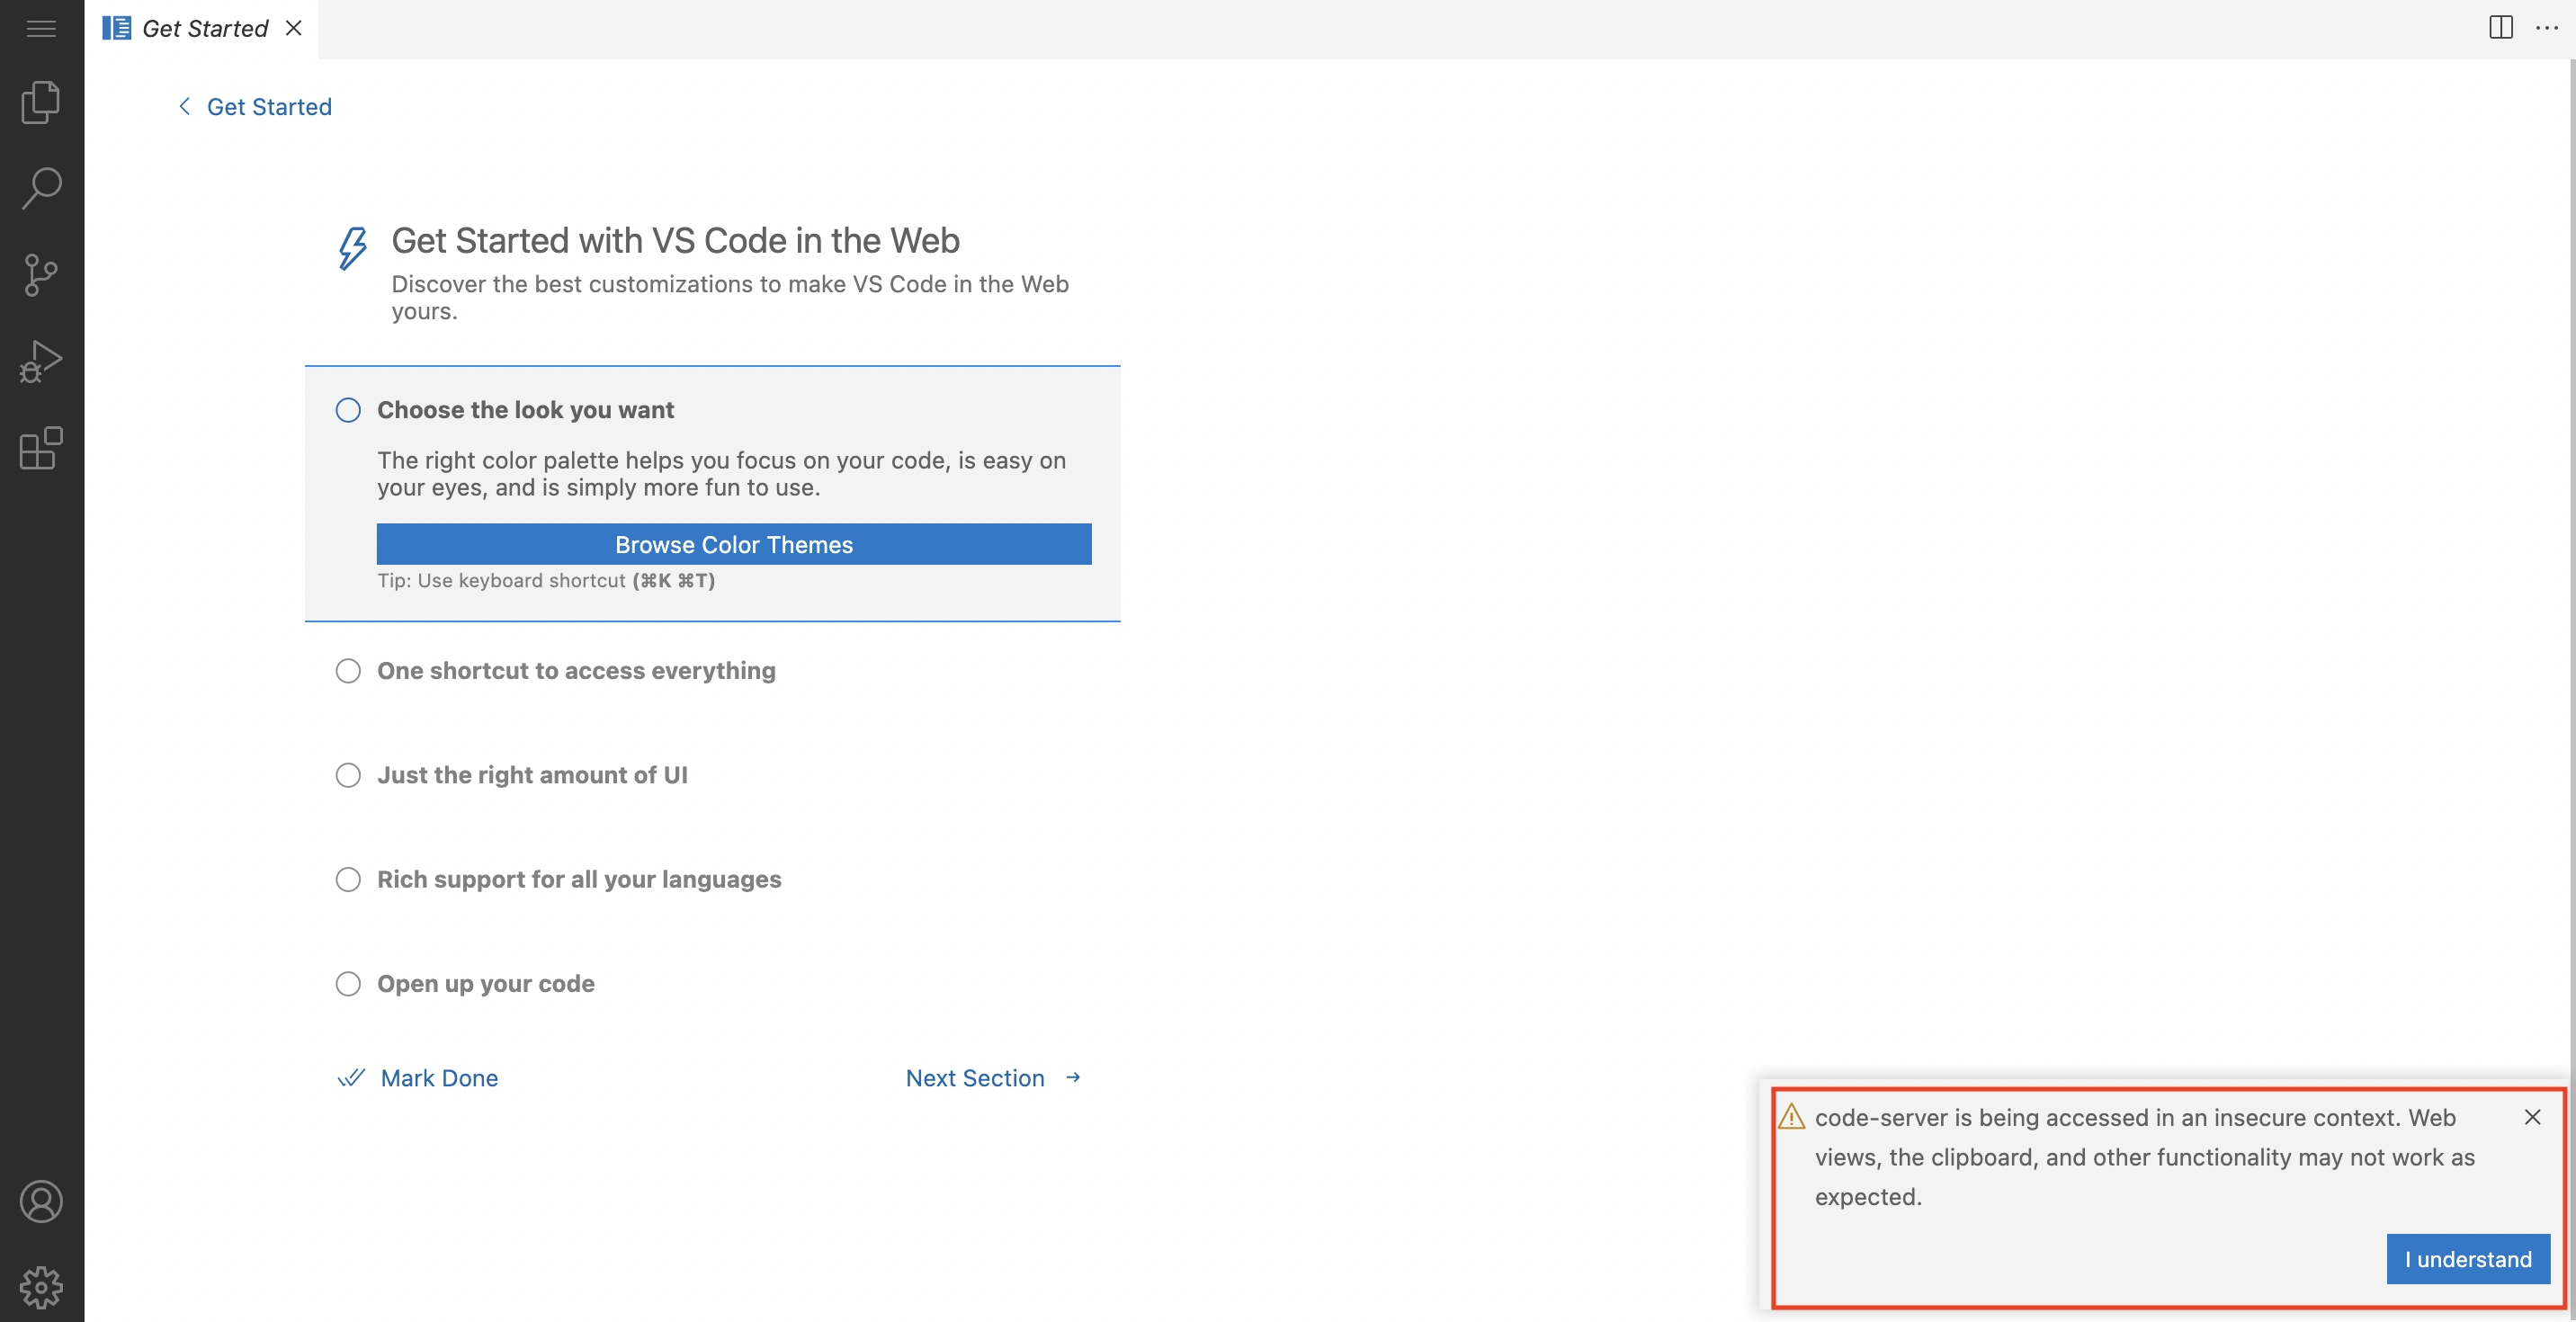 Get Started
Get Started
Get Started with VS Code in the Web
Discover the best customizations to make VS Code in the Web
yours.
Choose the look you want
The right color palette helps you focus on your code, is easy on
your eyes, and is simply more fun to use.
Browse Color Themes
Tip: Use keyboard shortcut (⌘K ⌘T)
One shortcut to access everything
Just the right amount of UI
Rich support for all your languages
Open up your code
Mark Done
Next Section
code-server is being accessed in an insecure context. Web
views, the clipboard, and other functionality may not work as
expected.
I understand